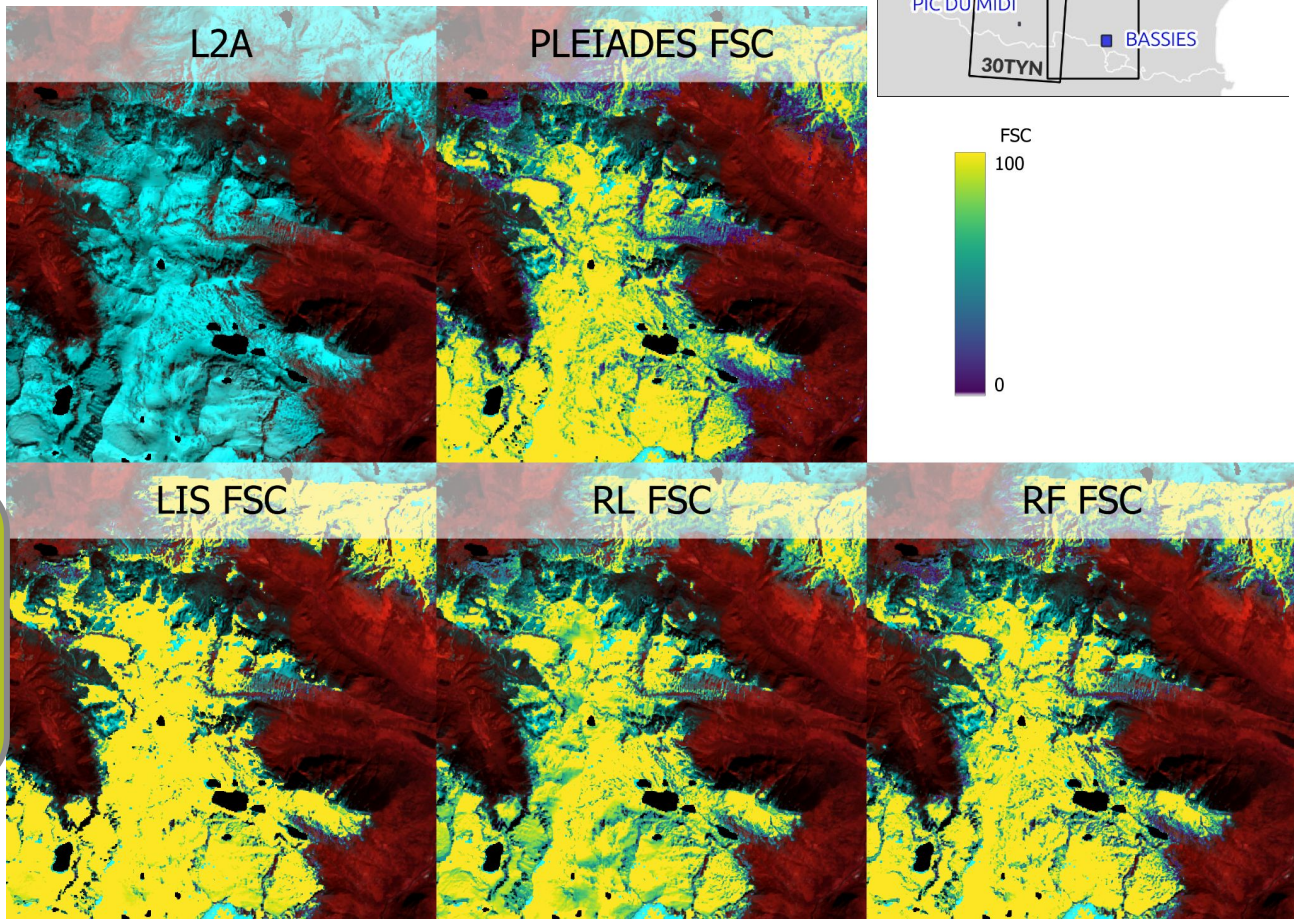 L2A
PLEIADES FSC
PIC DU MIDI
BASSIES
30TYN
FSC
100
0
LIS FSC
RL FSC
RF FSC